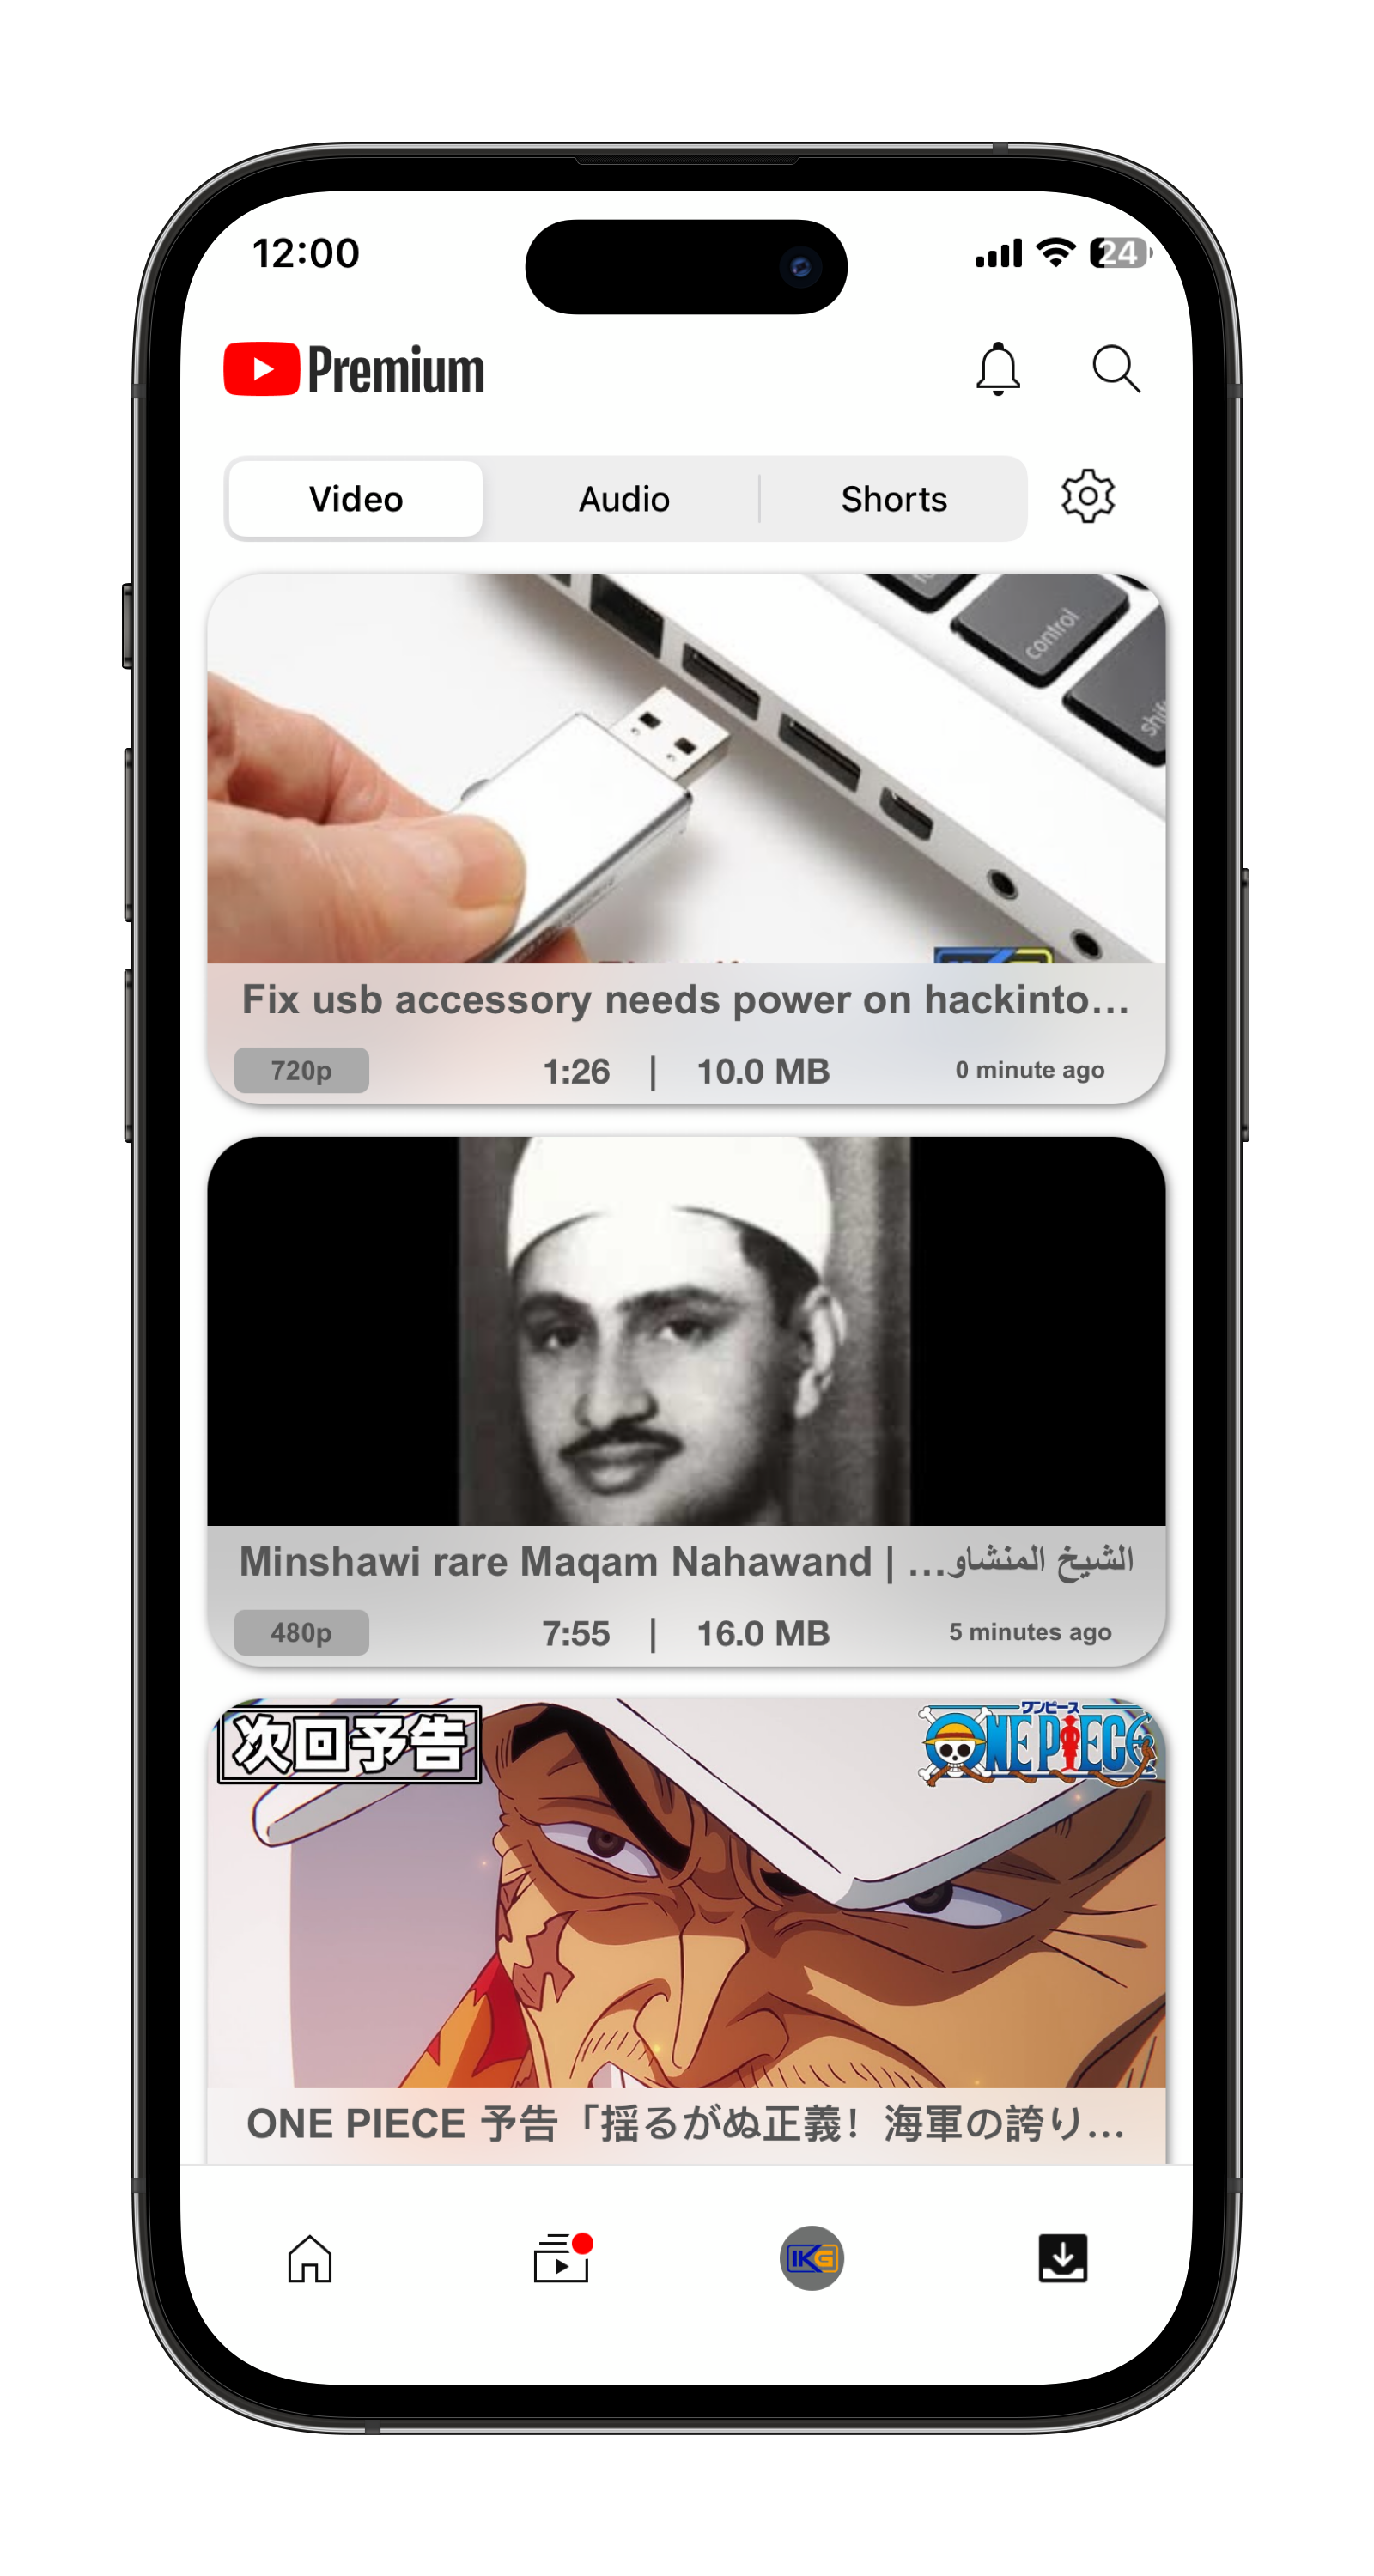 12:00
24
Premium
Video
Audio
Shorts
control
shift
Fix usb accessory needs power on hackinto...
720p
1:26 | 10.0 MB
0 minute ago
Minshawi rare Maqam Nahawand | الشيخ المنشاو...
480p
7:55 | 16.0 MB
5 minutes ago
次回予告
ワンピース
ONE PIECE
ONE PIECE 予告「揺るがぬ正義！海軍の誇り...
IKG